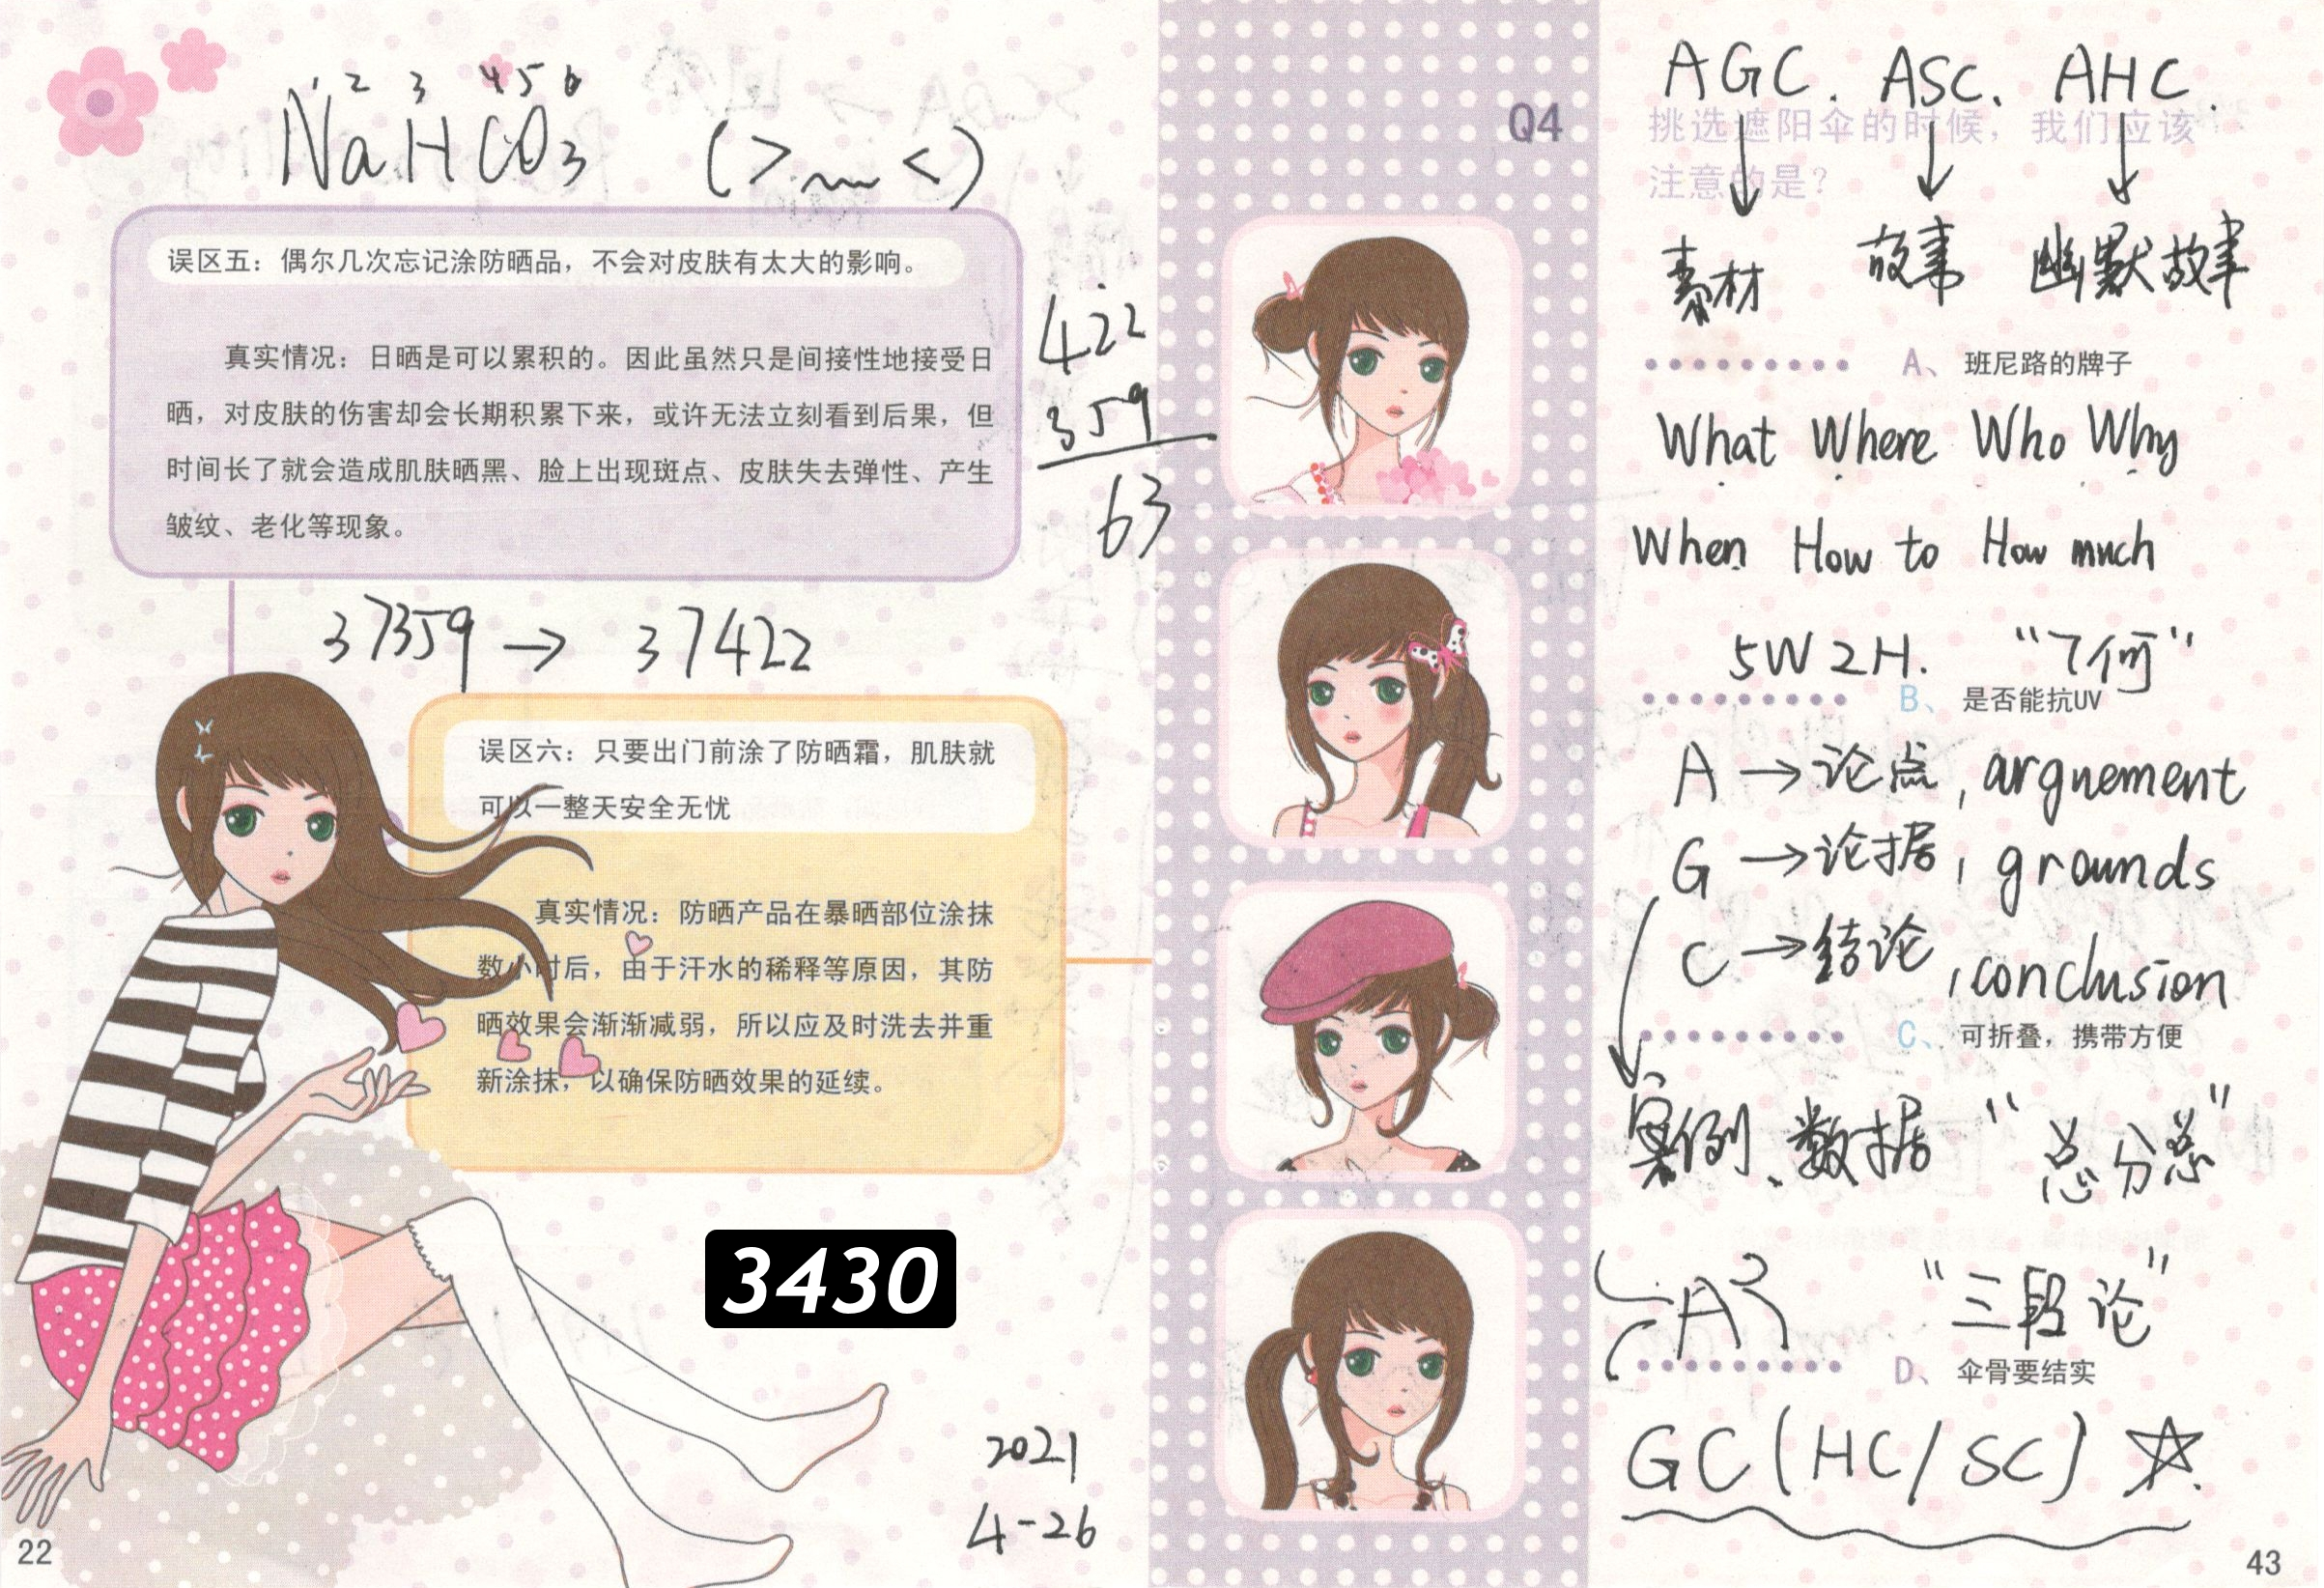 1 2 3 4 5 6
NaHCO3 (>﹏<)
误区五：偶尔几次忘记涂防晒品，不会对皮肤有太大的影响。
真实情况：日晒是可以累积的。因此虽然只是间接性地接受日
晒，对皮肤的伤害却会长期积累下来，或许无法立刻看到后果，但
时间长了就会造成肌肤晒黑、脸上出现斑点、皮肤失去弹性、产生
皱纹、老化等现象。
422
359
63
37359 → 37422
误区六：只要出门前涂了防晒霜，肌肤就
可以一整天安全无忧
真实情况：防晒产品在暴晒部位涂抹
数小时后，由于汗水的稀释等原因，其防
晒效果会渐渐减弱，所以应及时洗去并重
新涂抹，以确保防晒效果的延续。
3430
2021
4-26
22
Q4
AGC. ASC、AHC.
挑选遮阳伞的时候，我们应该
注意的是？
↓ ↓ ↓
素材 故事 幽默故事
A、班尼路的牌子
What Where Who Why
When How to How much
5W2H. “7何”
B、是否能抗UV
A → 论点, arguement
G → 论据, grounds
C → 结论, conclusion
C、可折叠，携带方便
案例、数据 “总分总”
A “三段论”
D、伞骨要结实
GC(HC/SC) ☆.
43